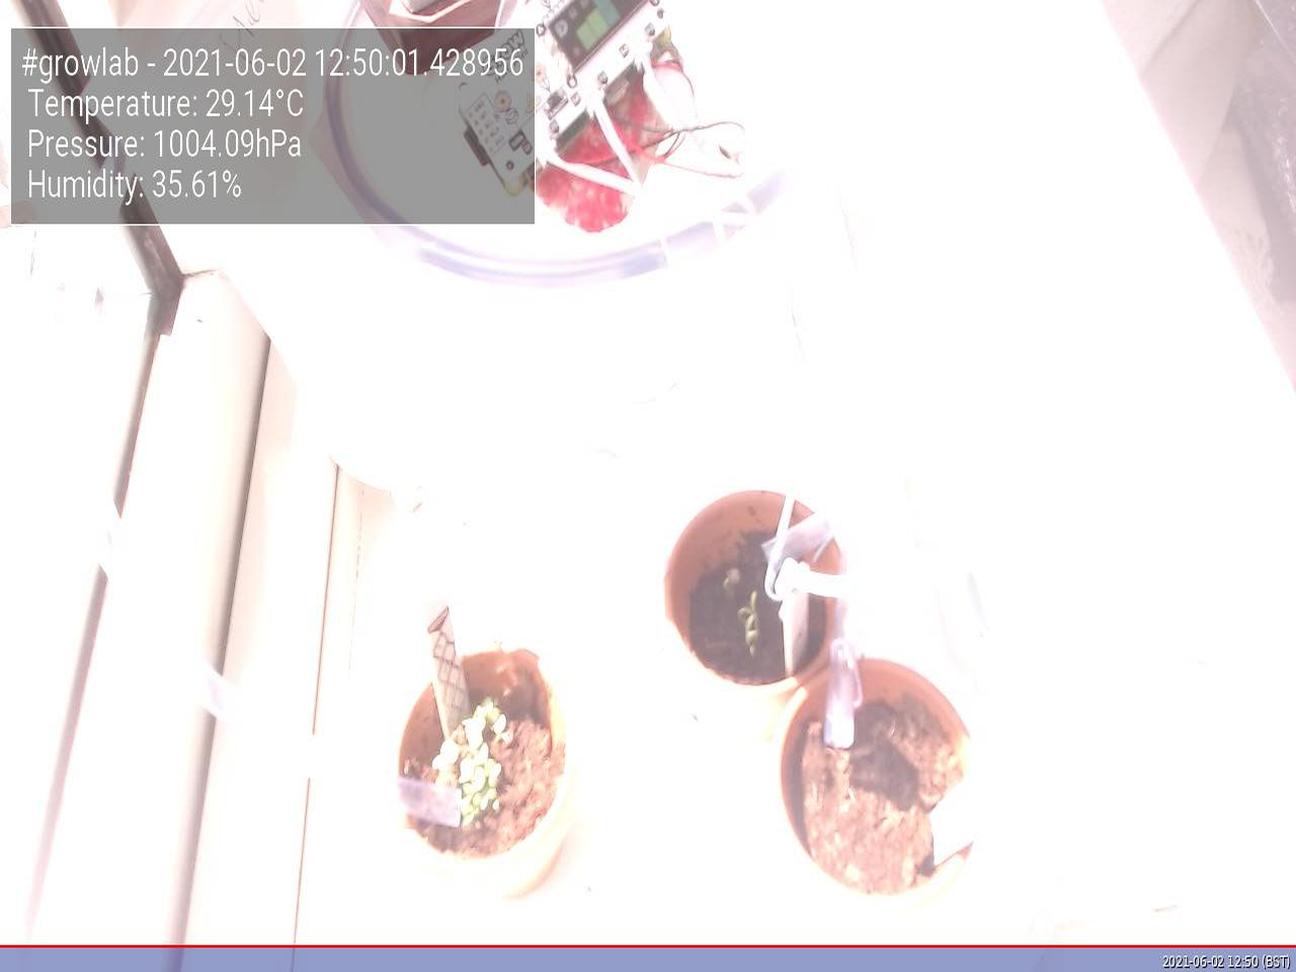 #growlab - 2021-06-02 12:50:01.428956
Temperature: 29.14°C
Pressure: 1004.09hPa
Humidity: 35.61%
2021-06-02 12:50 (BST)